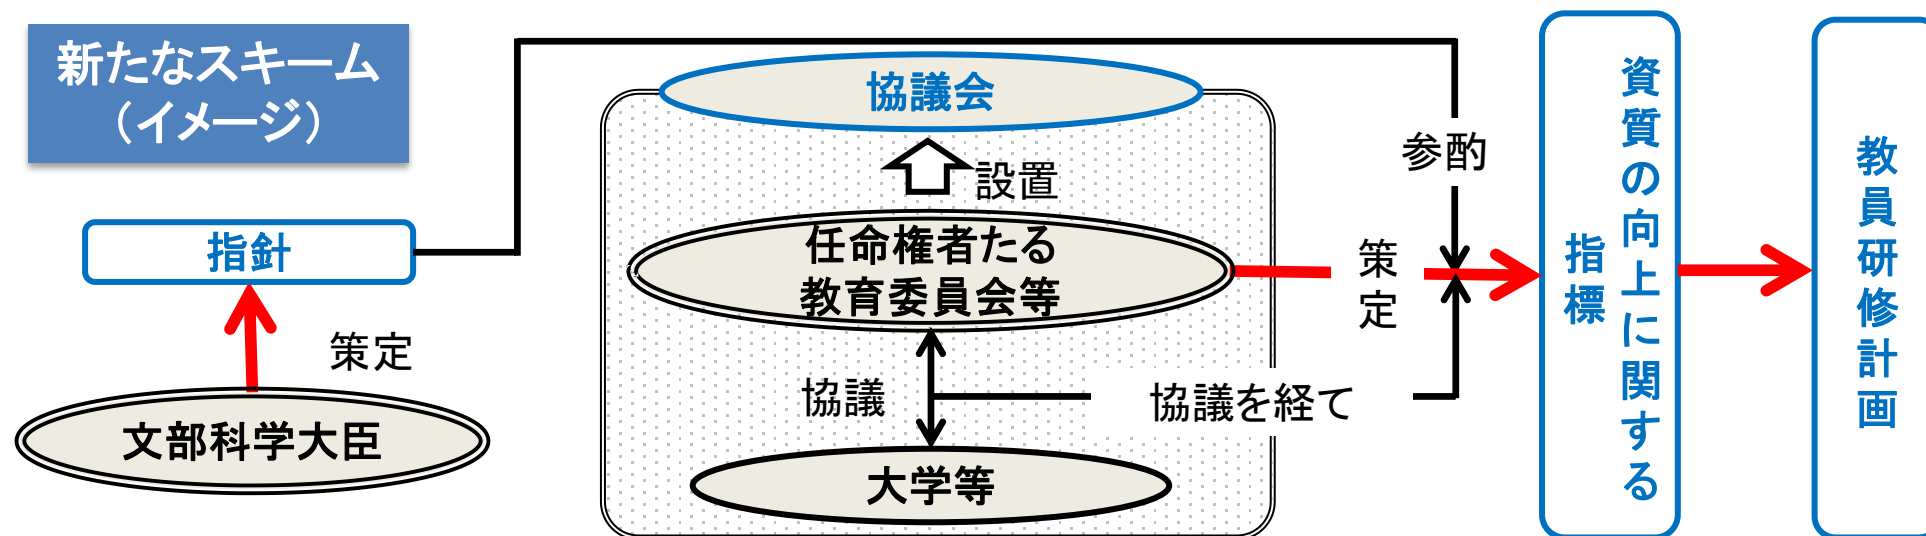 新たなスキーム
（イメージ）
協議会
設置
参酌
指針
任命権者たる
教育委員会等
策定
策定
文部科学大臣
協議
協議を経て
大学等
資質の向上に関する
指標
教員研修計画